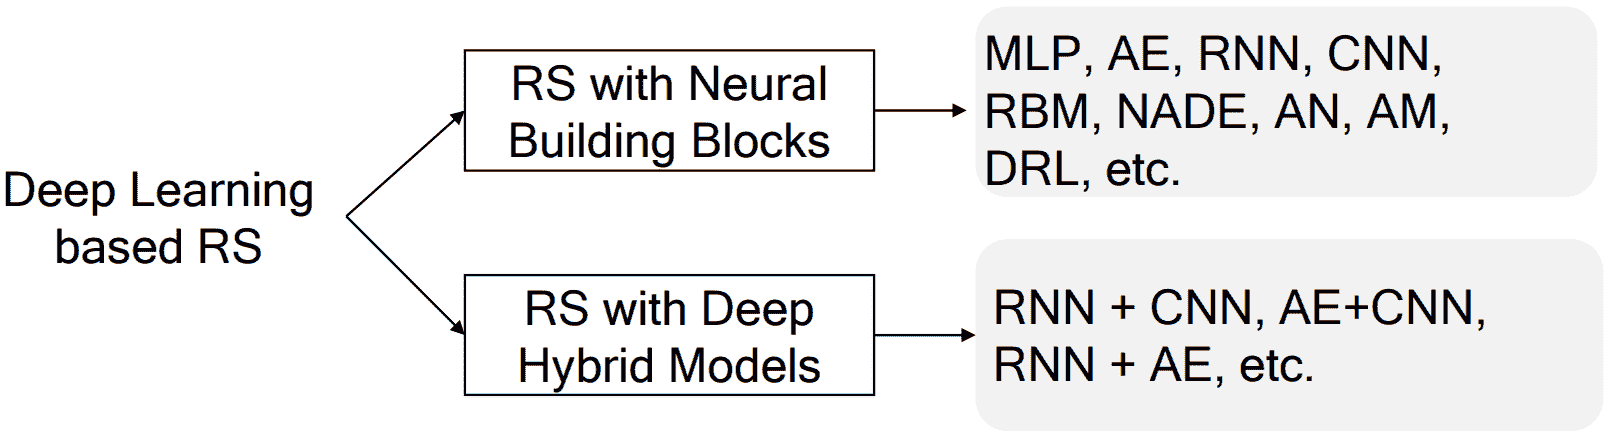 Deep Learning
based RS
RS with Neural
Building Blocks
MLP, AE, RNN, CNN,
RBM, NADE, AN, AM,
DRL, etc.
RS with Deep
Hybrid Models
RNN + CNN, AE+CNN,
RNN + AE, etc.